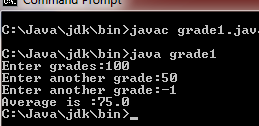 Command Prompt
C:\Java\jdk\bin>javac grade1.jav
C:\Java\jdk\bin>java grade1
Enter grades:100
Enter another grade:50
Enter another grade:-1
Average is :75.0
C:\Java\jdk\bin>_